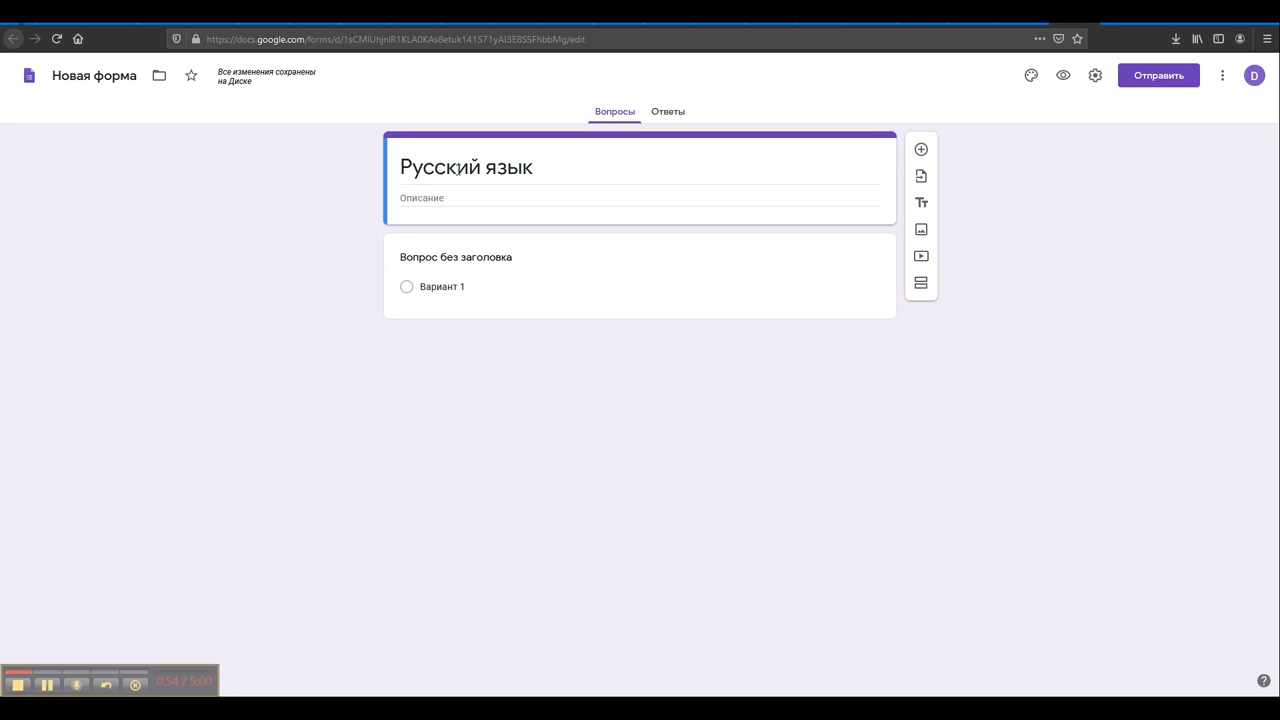 https://docs.google.com/forms/d/1sCMlUhjnlR1KLA0KAs8etuk141571yAI3E8S5FhbbMg/edit
Новая форма
Все изменения сохранены
на Диске
Отправить
D
Вопросы
Ответы
Русский язык
Описание
Вопрос без заголовка
Вариант 1
0:54 / 5:00